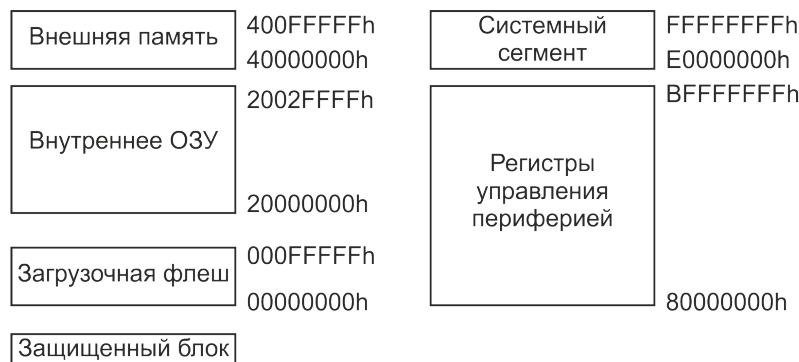 Внешняя память
400FFFFFh
40000000h
Внутреннее ОЗУ
2002FFFFh
20000000h
Загрузочная флеш
000FFFFFh
00000000h
Защищенный блок
Системный
сегмент
FFFFFFFFh
E0000000h
Регистры
управления
периферией
BFFFFFFFh
80000000h